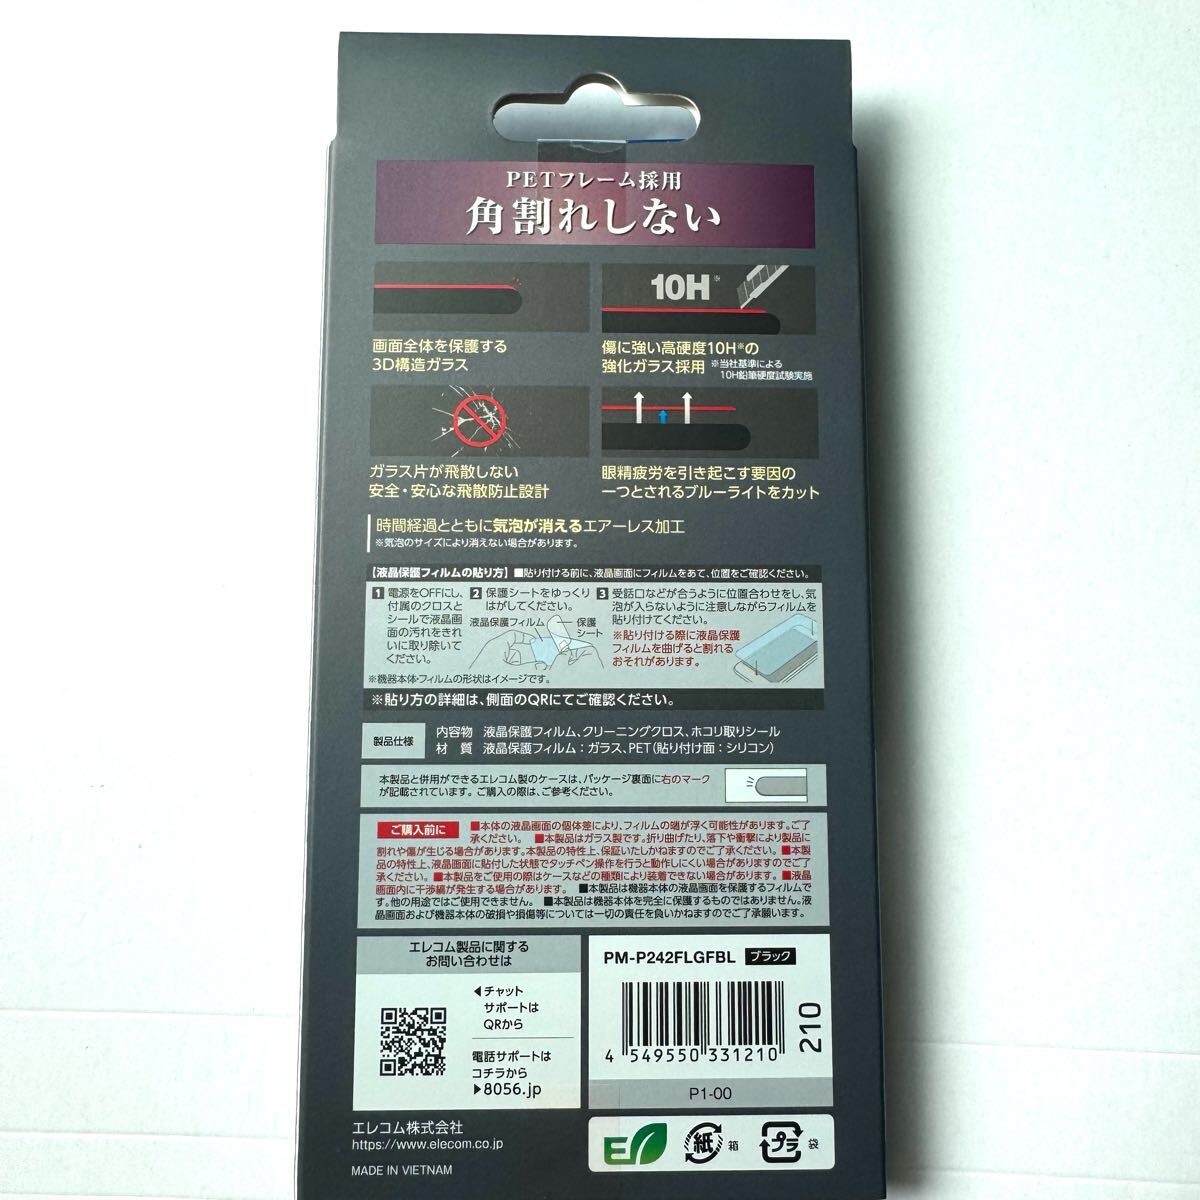 PETフレーム採用
角割れしない
画面全体を保護する
3D構造ガラス
10H※
傷に強い高硬度10H※の
強化ガラス採用 ※当社基準による
10H鉛筆硬度試験実施
ガラス片が飛散しない
安全・安心な飛散防止設計
眼精疲労を引き起こす要因の
一つとされるブルーライトをカット
時間経過とともに気泡が消えるエアーレス加工
※気泡のサイズにより消えない場合があります。
【液晶保護フィルムの貼り方】■貼り付ける前に、液晶画面にフィルムをあて、位置をご確認ください。
1 電源をOFFにし、
付属のクロスと
シールで液晶画
面の汚れをきれ
いに取り除いて
ください。
2 保護シートをゆっくり
はがしてください。
液晶保護フィルム
保護
シート
3 受話口などが合うように位置合わせをし、気
泡が入らないように注意しながらフィルムを
貼り付けてください。
※貼り付ける際に液晶保護
フィルムを曲げると割れる
おそれがあります。
※機器本体・フィルムの形状はイメージです。
※貼り方の詳細は、側面のQRにてご確認ください。
製品仕様
内容物 液晶保護フィルム、クリーニングクロス、ホコリ取りシール
材 質 液晶保護フィルム:ガラス、PET(貼り付け面:シリコン)
本製品と併用ができるエレコム製のケースは、パッケージ裏面に右のマーク
が記載されています。ご購入の際は、ご参考ください。
ご購入前に ■本体の液晶画面の個体差により、フィルムの端が浮く可能性があります。ご了
承ください。 ■本製品はガラス製です。折り曲げたり、落下や衝撃により製品に
割れや傷が生じる場合があります。本製品の特性上、保証いたしかねますのでご了承ください。■本製
品の特性上、液晶画面に貼付した状態でタッチペン操作を行うと動作しにくい場合がありますのでご了
承ください。■本製品をご使用の際はケースなどの種類により装着できない場合があります。■液晶
画面内に干渉縞が発生する場合があります。 ■本製品は機器本体の液晶画面を保護するフィルムで
す。他の用途ではご使用できません。 ■本製品は機器本体を完全に保護するものではありません。液
晶画面および機器本体の破損や損傷等については一切の責任を負いかねますのでご了承願います。
エレコム製品に関する
お問い合わせは
◀チャット
サポートは
QRから
電話サポートは
コチラから
▶8056.jp
PM-P242FLGFBL ブラック
4 549550 331210
210
P1-00
エレコム株式会社
https://www.elecom.co.jp
MADE IN VIETNAM
E
紙 箱
プラ 袋